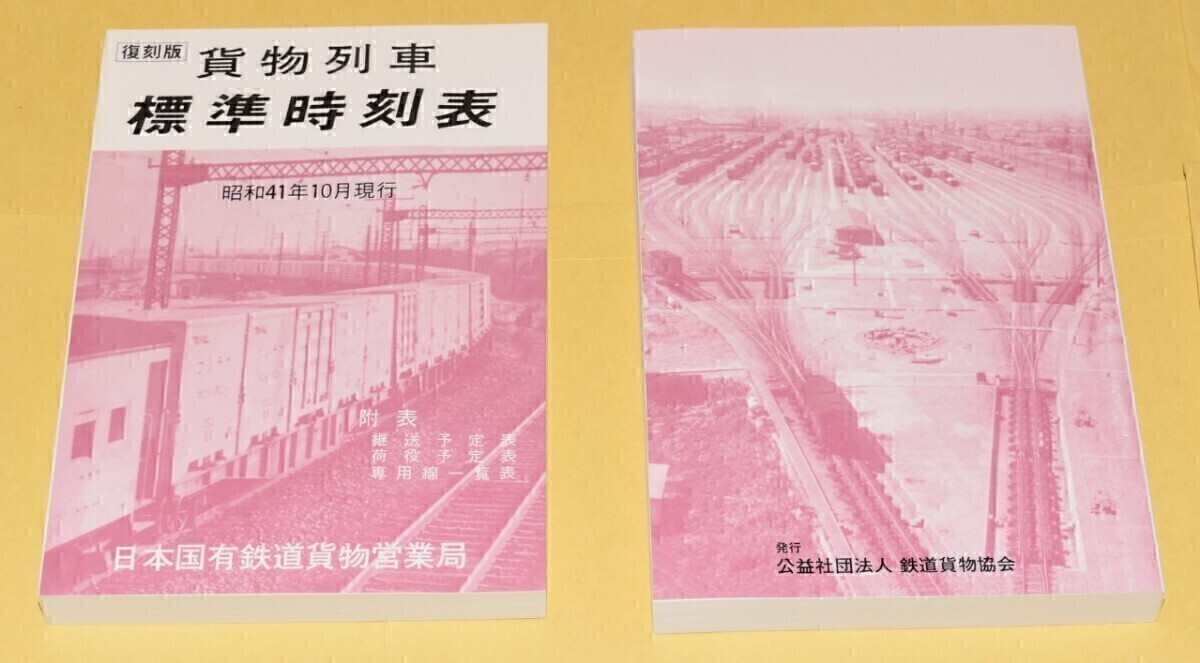 復刻版
貨物列車
標準時刻表
昭和41年10月現行
附表
継送予定表
荷役予定表
専用線一覧表
日本国有鉄道貨物営業局
発行
公益社団法人 鉄道貨物協会